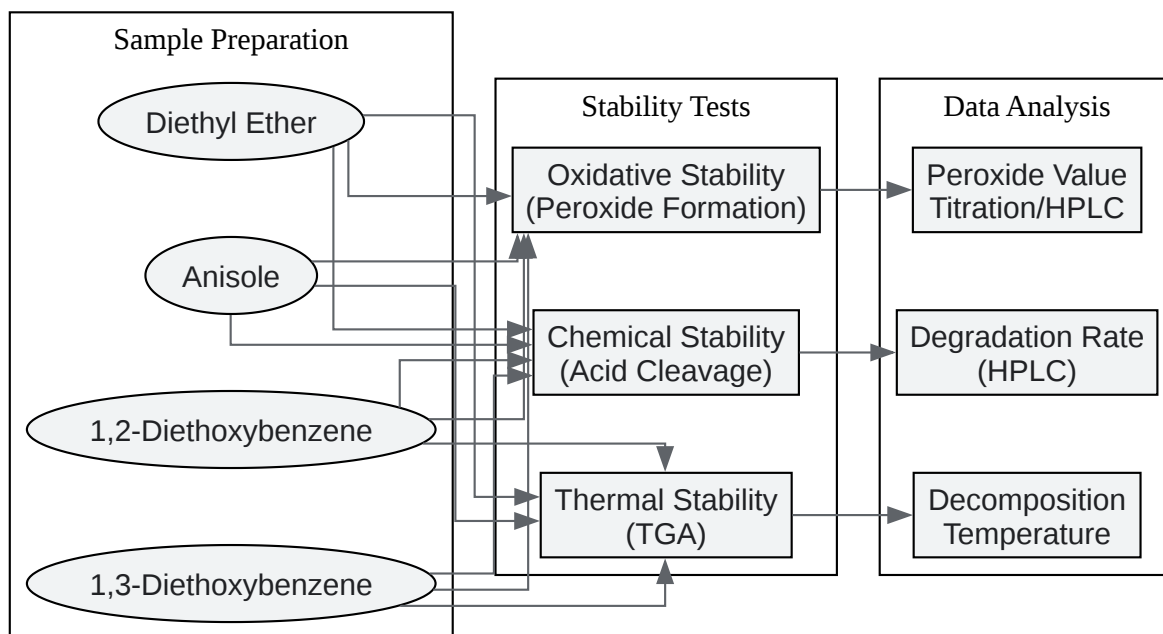 Sample Preparation
Diethyl Ether
Anisole
1,2-Diethoxybenzene
1,3-Diethoxybenzene
Stability Tests
Oxidative Stability
(Peroxide Formation)
Chemical Stability
(Acid Cleavage)
Thermal Stability
(TGA)
Data Analysis
Peroxide Value
Titration/HPLC
Degradation Rate
(HPLC)
Decomposition
Temperature